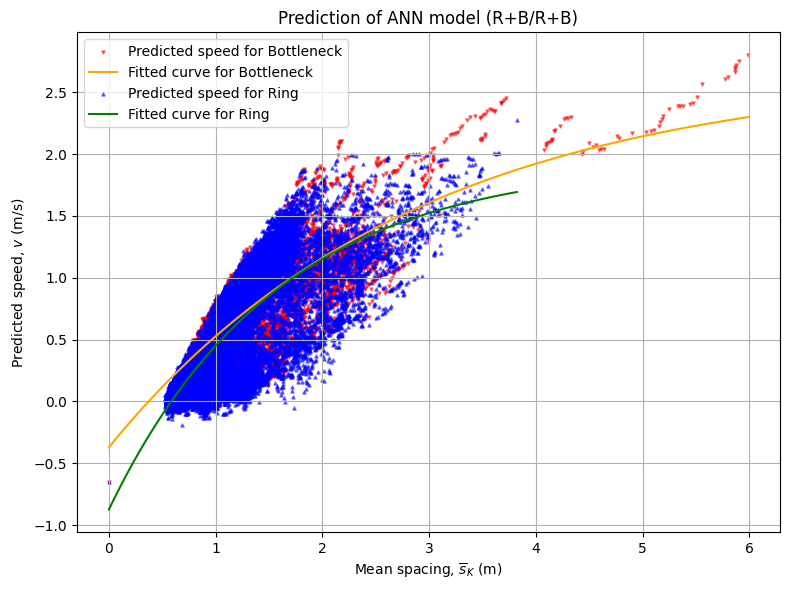 Prediction of ANN model (R+B/R+B)
Predicted speed for Bottleneck
Fitted curve for Bottleneck
Predicted speed for Ring
Fitted curve for Ring
Predicted speed, v (m/s)
2.5
2.0
1.5
1.0
0.5
0.0
−0.5
−1.0
0 1 2 3 4 5 6
Mean spacing, s̅_K (m)